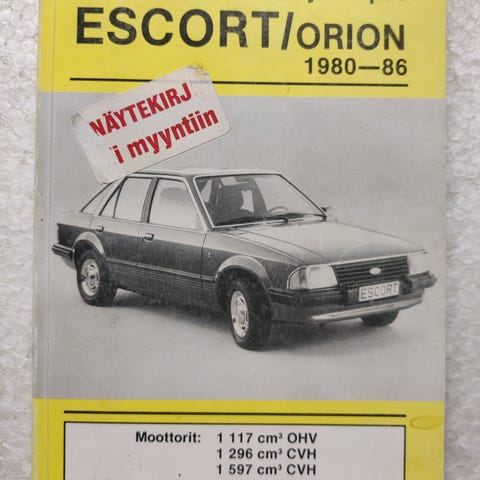 ESCORT/ORION
1980—86
NÄYTEKIRJ
i myyntiin
ESCORT
Moottorit: 1 117 cm³ OHV
1 296 cm³ CVH
1 597 cm³ CVH